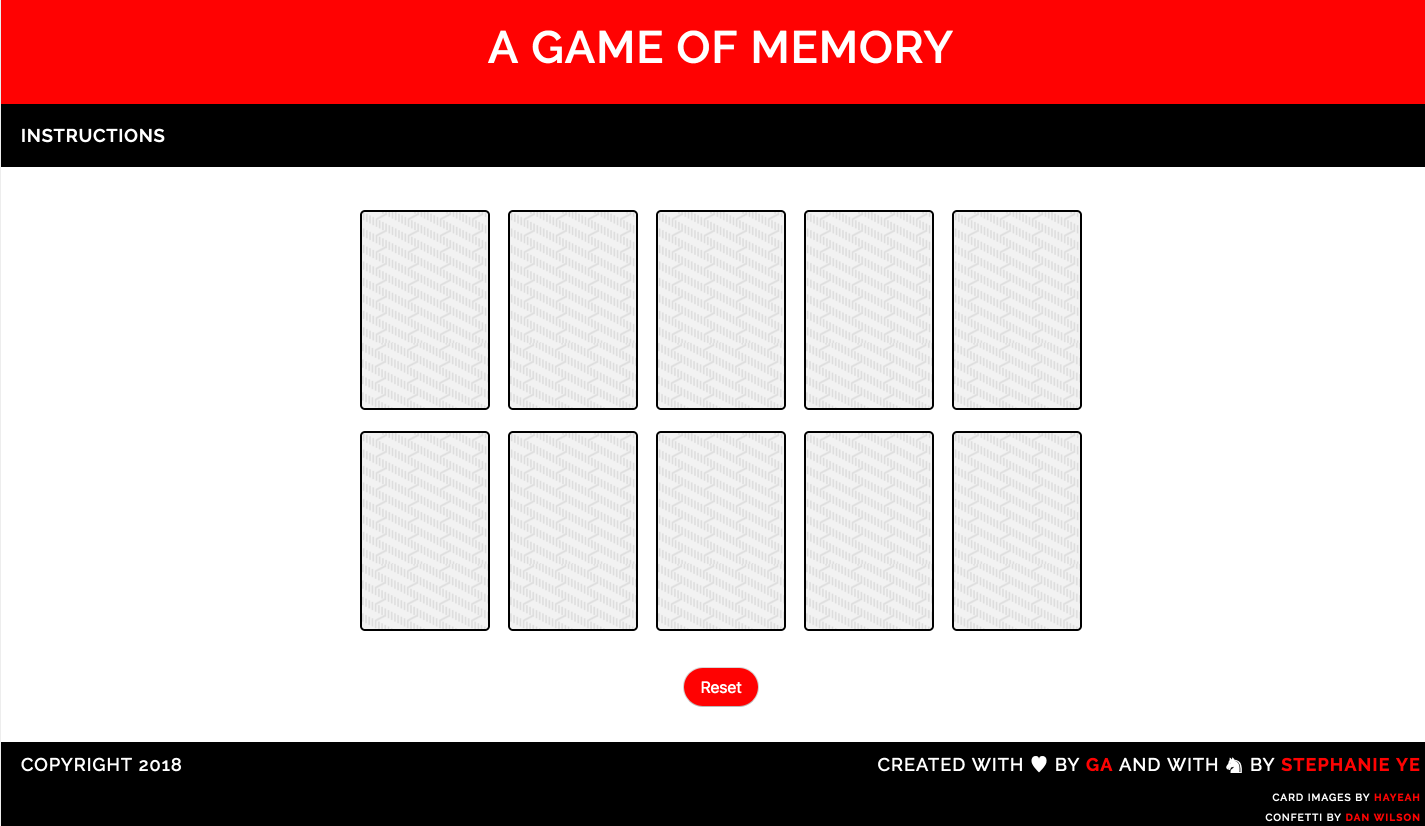 A GAME OF MEMORY
INSTRUCTIONS
Reset
COPYRIGHT 2018
CREATED WITH ♥ BY GA AND WITH ♞ BY STEPHANIE YE
CARD IMAGES BY HAYEAH
CONFETTI BY DAN WILSON